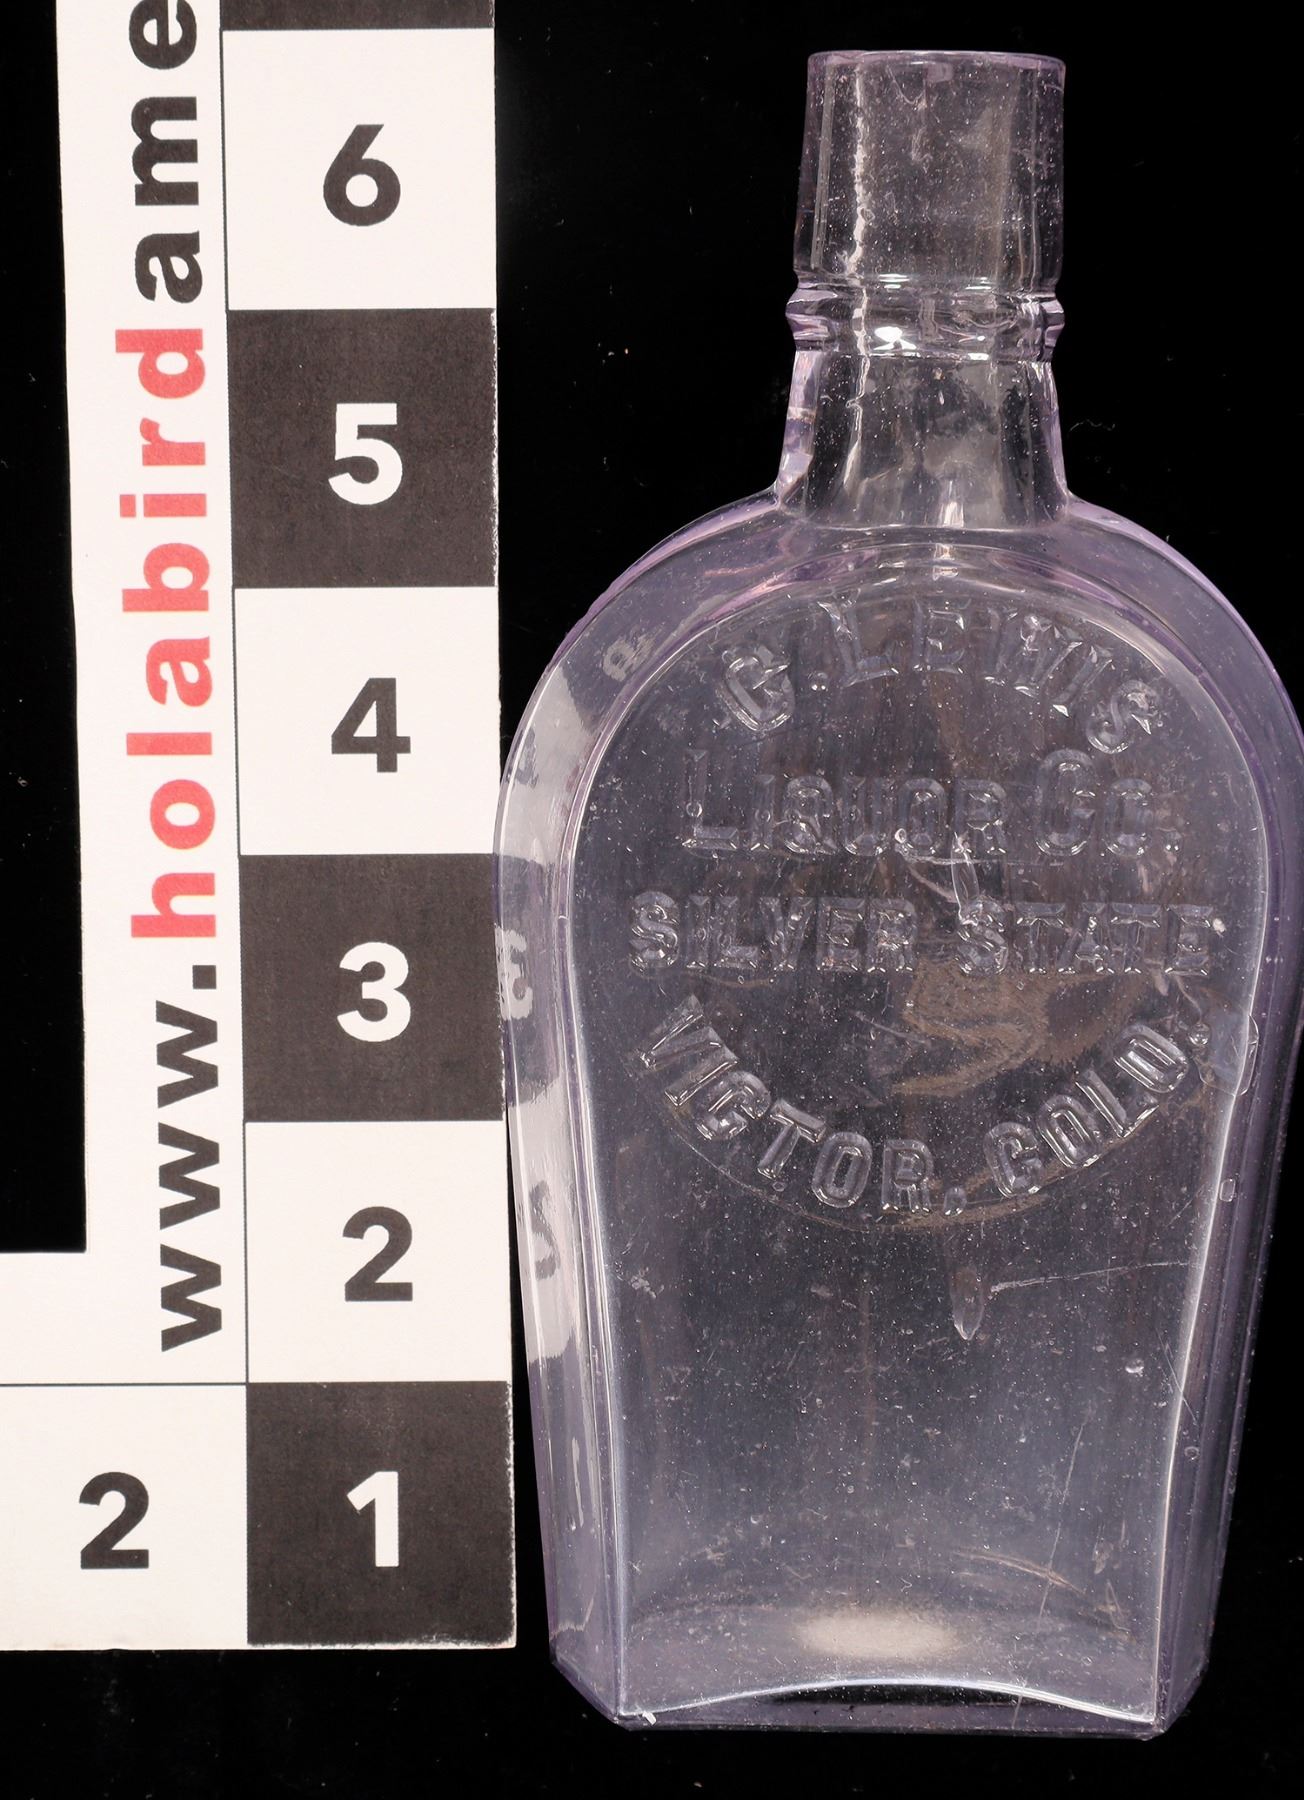 G. LEWIS
LIQUOR CO.
SILVER STATE
VICTOR, COLO.
www.holabirdame
6
5
4
3
2
1
2